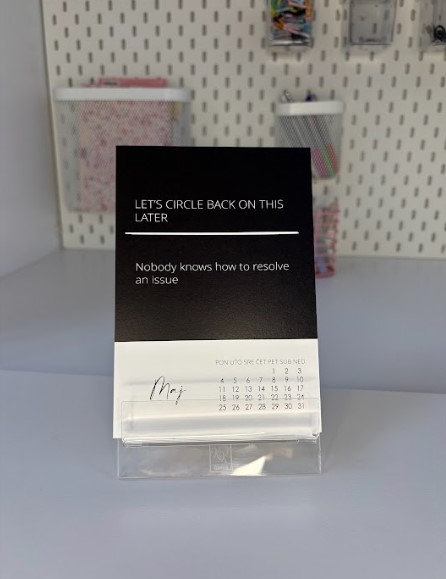 LET'S CIRCLE BACK ON THIS
LATER
Nobody knows how to resolve
an issue
Maj
PON UTO SRE ČET PET SUB NED
1 2 3
4 5 6 7 8 9 10
11 12 13 14 15 16 17
18 19 20 21 22 23 24
25 26 27 28 29 30 31